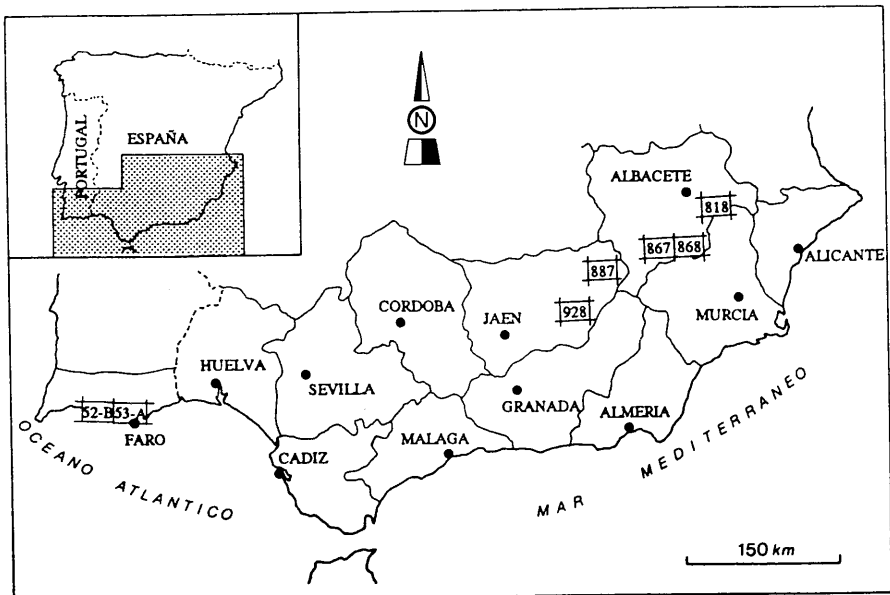 PORTUGAL
ESPAÑA
N
ALBACETE
818
867
868
ALICANTE
887
CORDOBA
928
JAEN
MURCIA
HUELVA
SEVILLA
GRANADA
ALMERIA
52-B
53-A
FARO
MALAGA
CADIZ
OCEANO ATLANTICO
MAR MEDITERRANEO
150 km